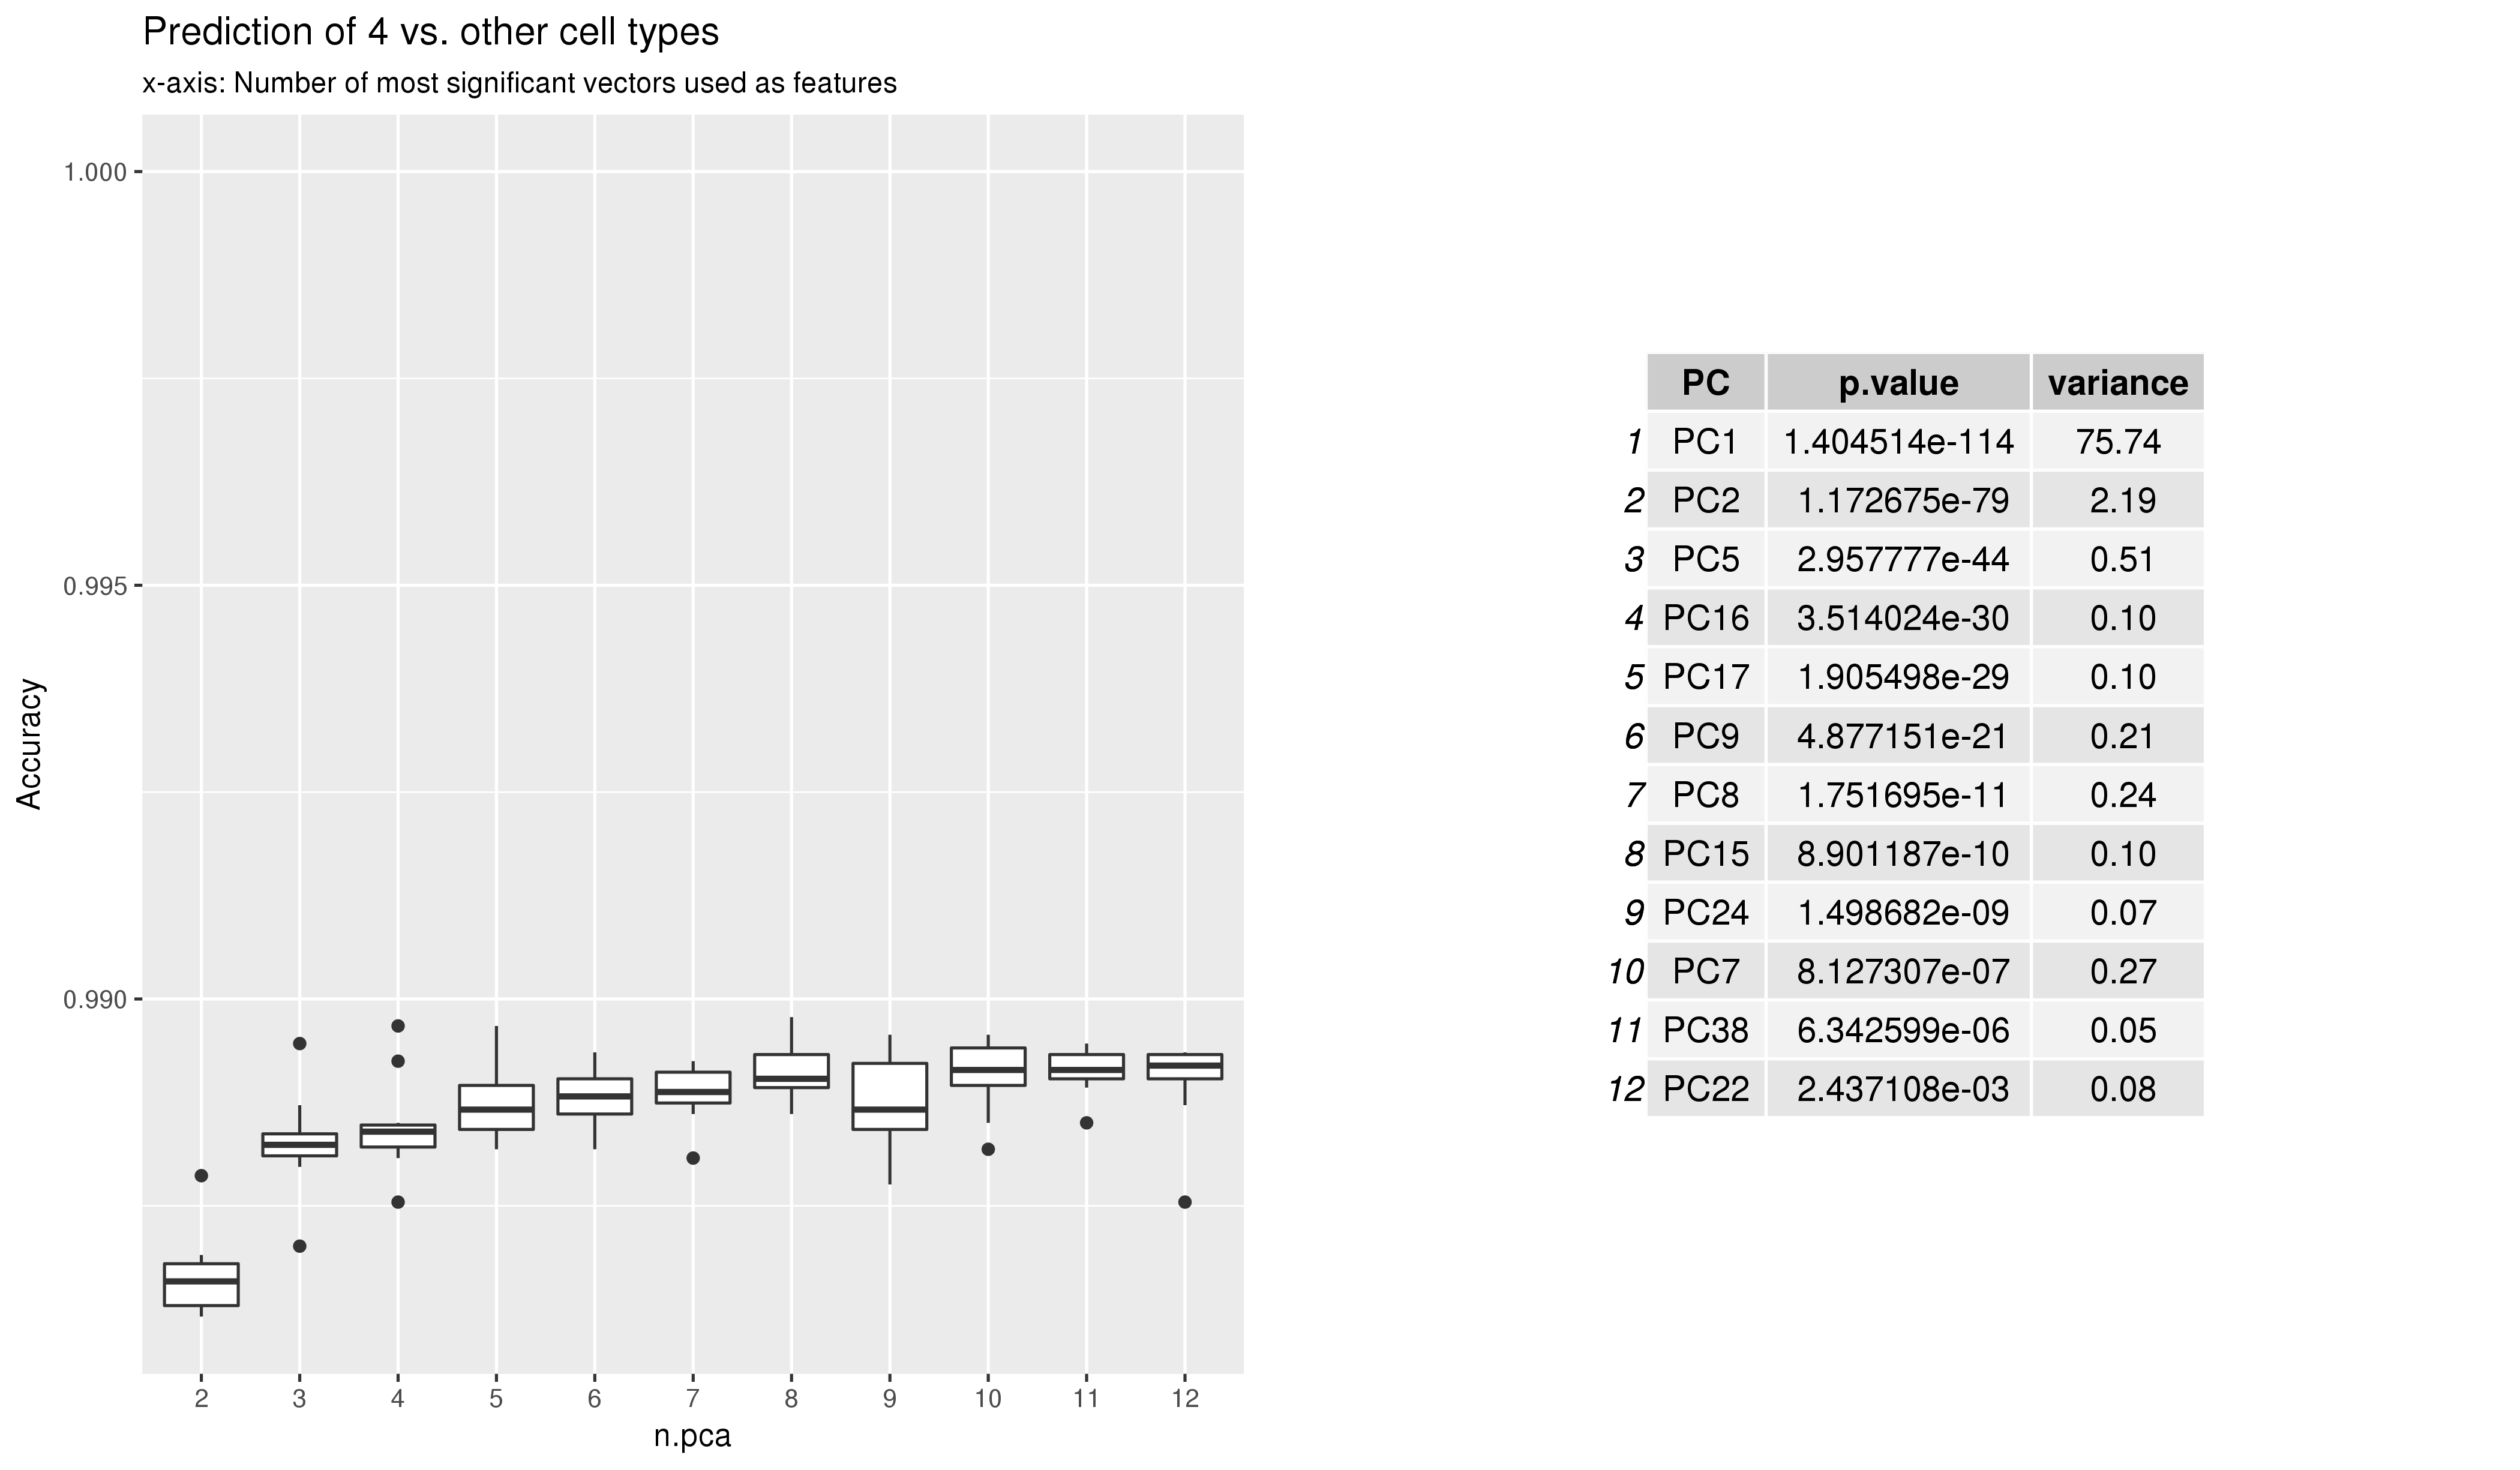 Prediction of 4 vs. other cell types
x-axis: Number of most significant vectors used as features
Accuracy
1.000
0.995
0.990
2 3 4 5 6 7 8 9 10 11 12
n.pca
PC p.value variance
1 PC1 1.404514e-114 75.74
2 PC2 1.172675e-79 2.19
3 PC5 2.957777e-44 0.51
4 PC16 3.514024e-30 0.10
5 PC17 1.905498e-29 0.10
6 PC9 4.877151e-21 0.21
7 PC8 1.751695e-11 0.24
8 PC15 8.901187e-10 0.10
9 PC24 1.498682e-09 0.07
10 PC7 8.127307e-07 0.27
11 PC38 6.342599e-06 0.05
12 PC22 2.437108e-03 0.08